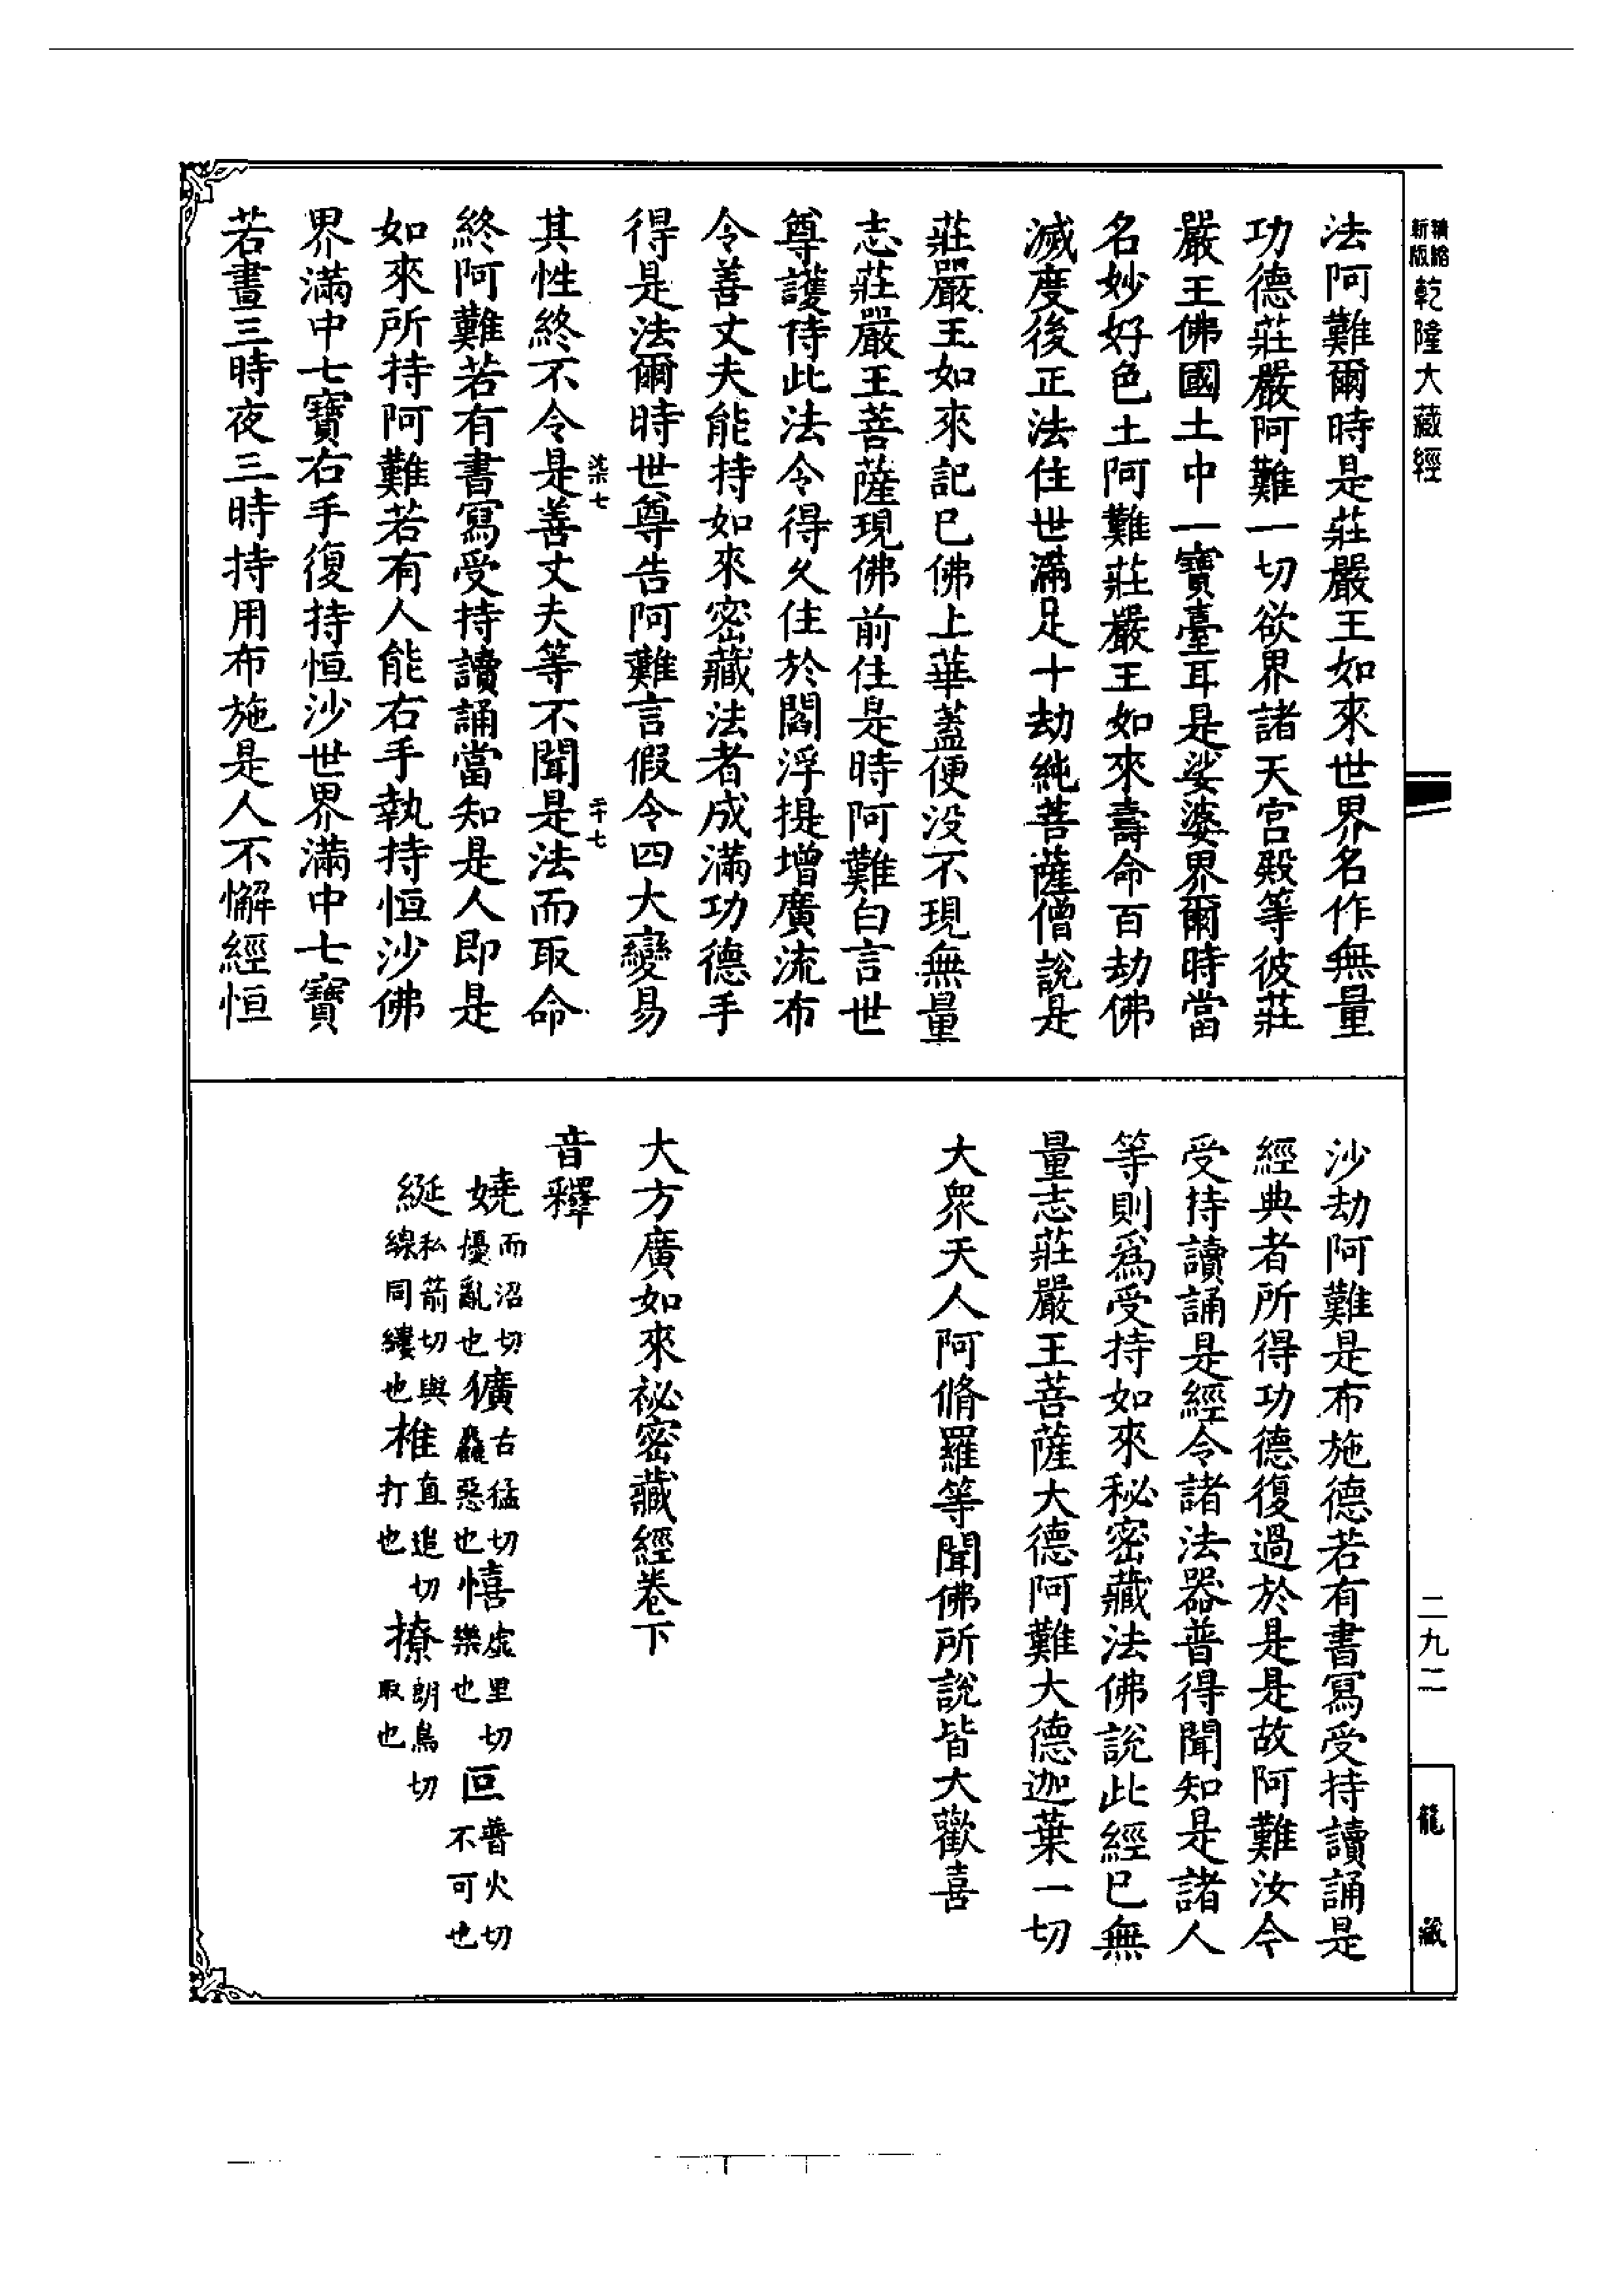 新版精縮乾隆大藏經
法阿難爾時是莊嚴王如來世界名作無量
功德莊嚴阿難一切欲界諸天宮殿等彼莊
嚴王佛國土中一寶臺耳是娑婆界爾時當
名妙好色土阿難莊嚴王如來壽命百劫佛
滅度後正法住世滿足十劫純菩薩僧說是
莊嚴王如來記已佛上華蓋便沒不現無量
志莊嚴王菩薩現佛前住是時阿難白言世
尊護待此法令得久住於閻浮提增廣流布
令善丈夫能持如來密藏法者成滿功德手
得是法爾時世尊告阿難言假令四大變易
其性終不令是善丈夫等不聞是法而取命
終阿難若有書寫受持讀誦當知是人即是
如來所持阿難若有人能右手執持恒沙佛
界滿中七寶右手復持恒沙世界滿中七寶
若晝三時夜三時持用布施是人不懈經恒
沙劫阿難是布施德若有書寫受持讀誦是
經典者所得功德復過於是是故阿難汝今
受持讀誦是經令諸法器普得聞知是諸人
等則為受持如來秘密藏法佛說此經已無
量志莊嚴王菩薩大德阿難大德迦葉一切
大眾天人阿脩羅等聞佛所說皆大歡喜
大方廣如來祕密藏經卷下
音釋
嬈而沼切擾亂也獷古猛切麤惡也憘虛里切樂也叵普火切不可也
綖私箭切與線同縷也椎直追切打也撩朗鳥切取也
二九二
龍藏